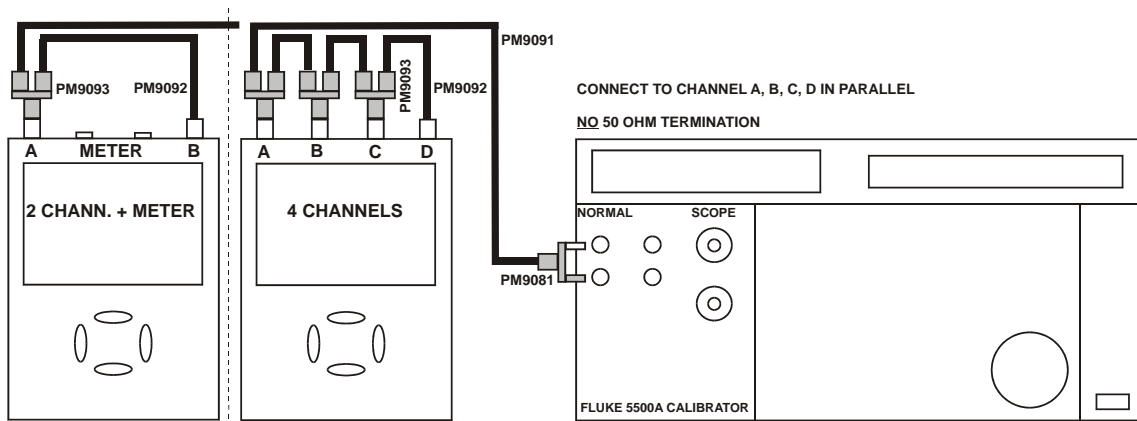 PM9091
PM9093
PM9092
PM9093
PM9092
CONNECT TO CHANNEL A, B, C, D IN PARALLEL
NO 50 OHM TERMINATION
A METER B
A B C D
2 CHANN. + METER
4 CHANNELS
NORMAL SCOPE
PM9081
FLUKE 5500A CALIBRATOR